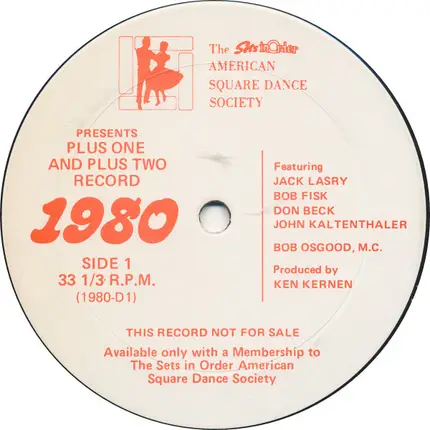 The Sets in Order
AMERICAN
SQUARE DANCE
SOCIETY
PRESENTS
PLUS ONE
AND PLUS TWO
RECORD
1980
SIDE 1
33 1/3 R.P.M.
(1980-D1)
Featuring
JACK LASRY
BOB FISK
DON BECK
JOHN KALTENTHALER
BOB OSGOOD, M.C.
Produced by
KEN KERNEN
THIS RECORD NOT FOR SALE
Available only with a Membership to
The Sets in Order American
Square Dance Society